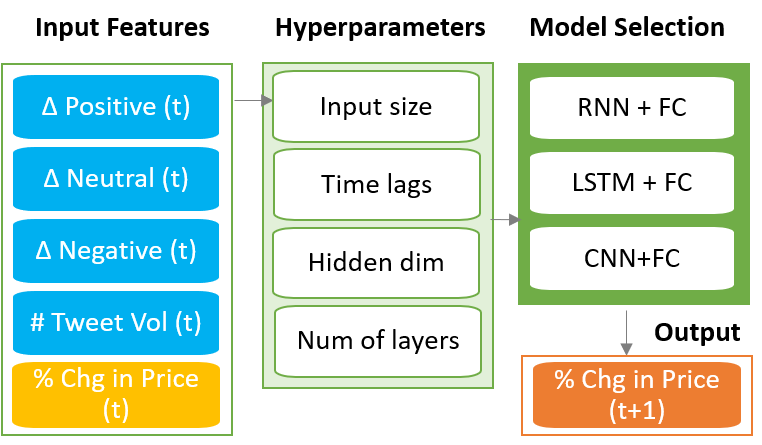 Input Features
Δ Positive (t)
Δ Neutral (t)
Δ Negative (t)
# Tweet Vol (t)
% Chg in Price
(t)
Hyperparameters
Input size
Time lags
Hidden dim
Num of layers
Model Selection
RNN + FC
LSTM + FC
CNN+FC
Output
% Chg in Price
(t+1)